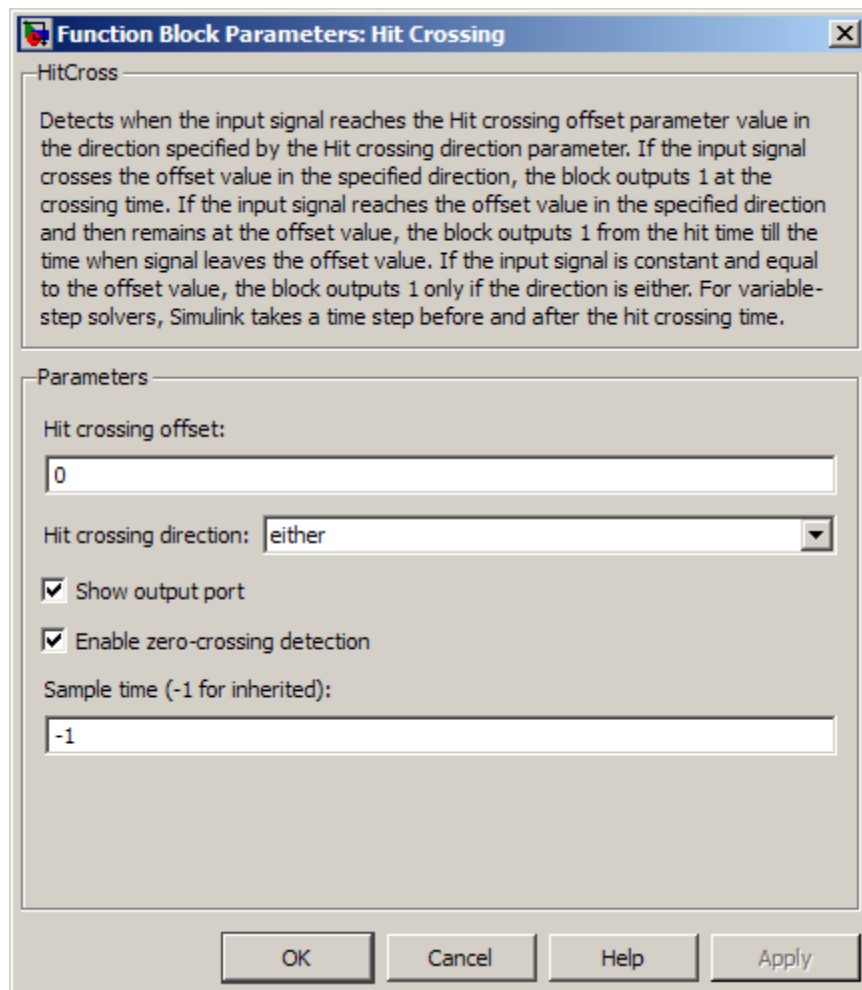 Function Block Parameters: Hit Crossing
HitCross
Detects when the input signal reaches the Hit crossing offset parameter value in
the direction specified by the Hit crossing direction parameter. If the input signal
crosses the offset value in the specified direction, the block outputs 1 at the
crossing time. If the input signal reaches the offset value in the specified direction
and then remains at the offset value, the block outputs 1 from the hit time till the
time when signal leaves the offset value. If the input signal is constant and equal
to the offset value, the block outputs 1 only if the direction is either. For variable-
step solvers, Simulink takes a time step before and after the hit crossing time.
Parameters
Hit crossing offset:
0
Hit crossing direction: either
Show output port
Enable zero-crossing detection
Sample time (-1 for inherited):
-1
OK Cancel Help Apply